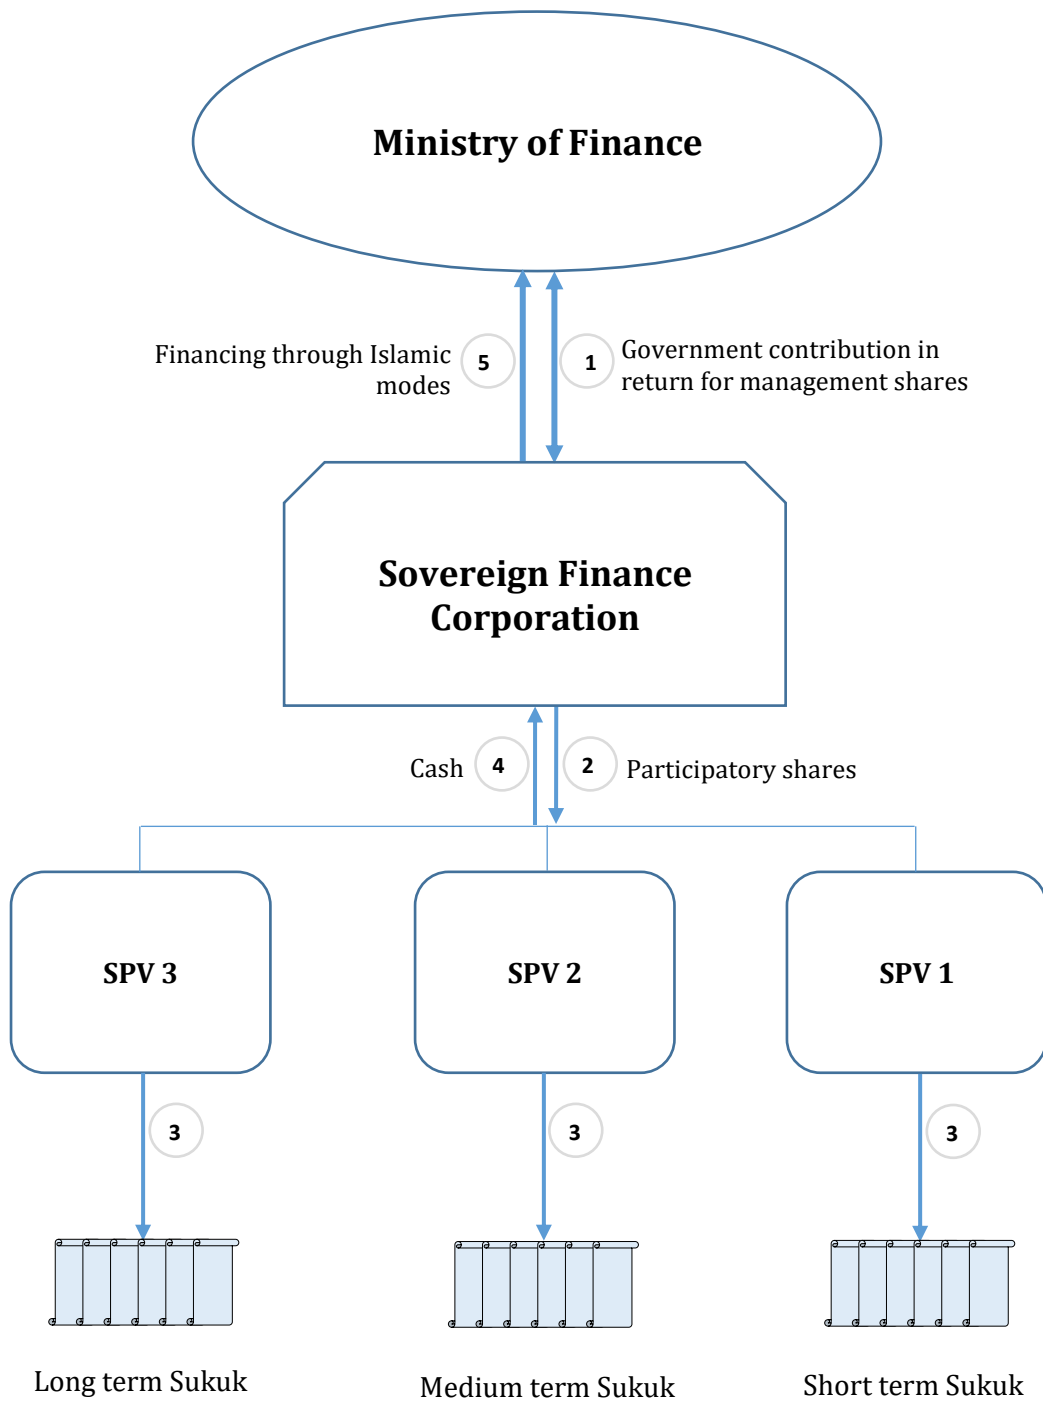 Ministry of Finance
Financing through Islamic
modes
5
1
Government contribution in
return for management shares
Sovereign Finance
Corporation
Cash
4
2
Participatory shares
SPV 3
SPV 2
SPV 1
3
3
3
Long term Sukuk
Medium term Sukuk
Short term Sukuk